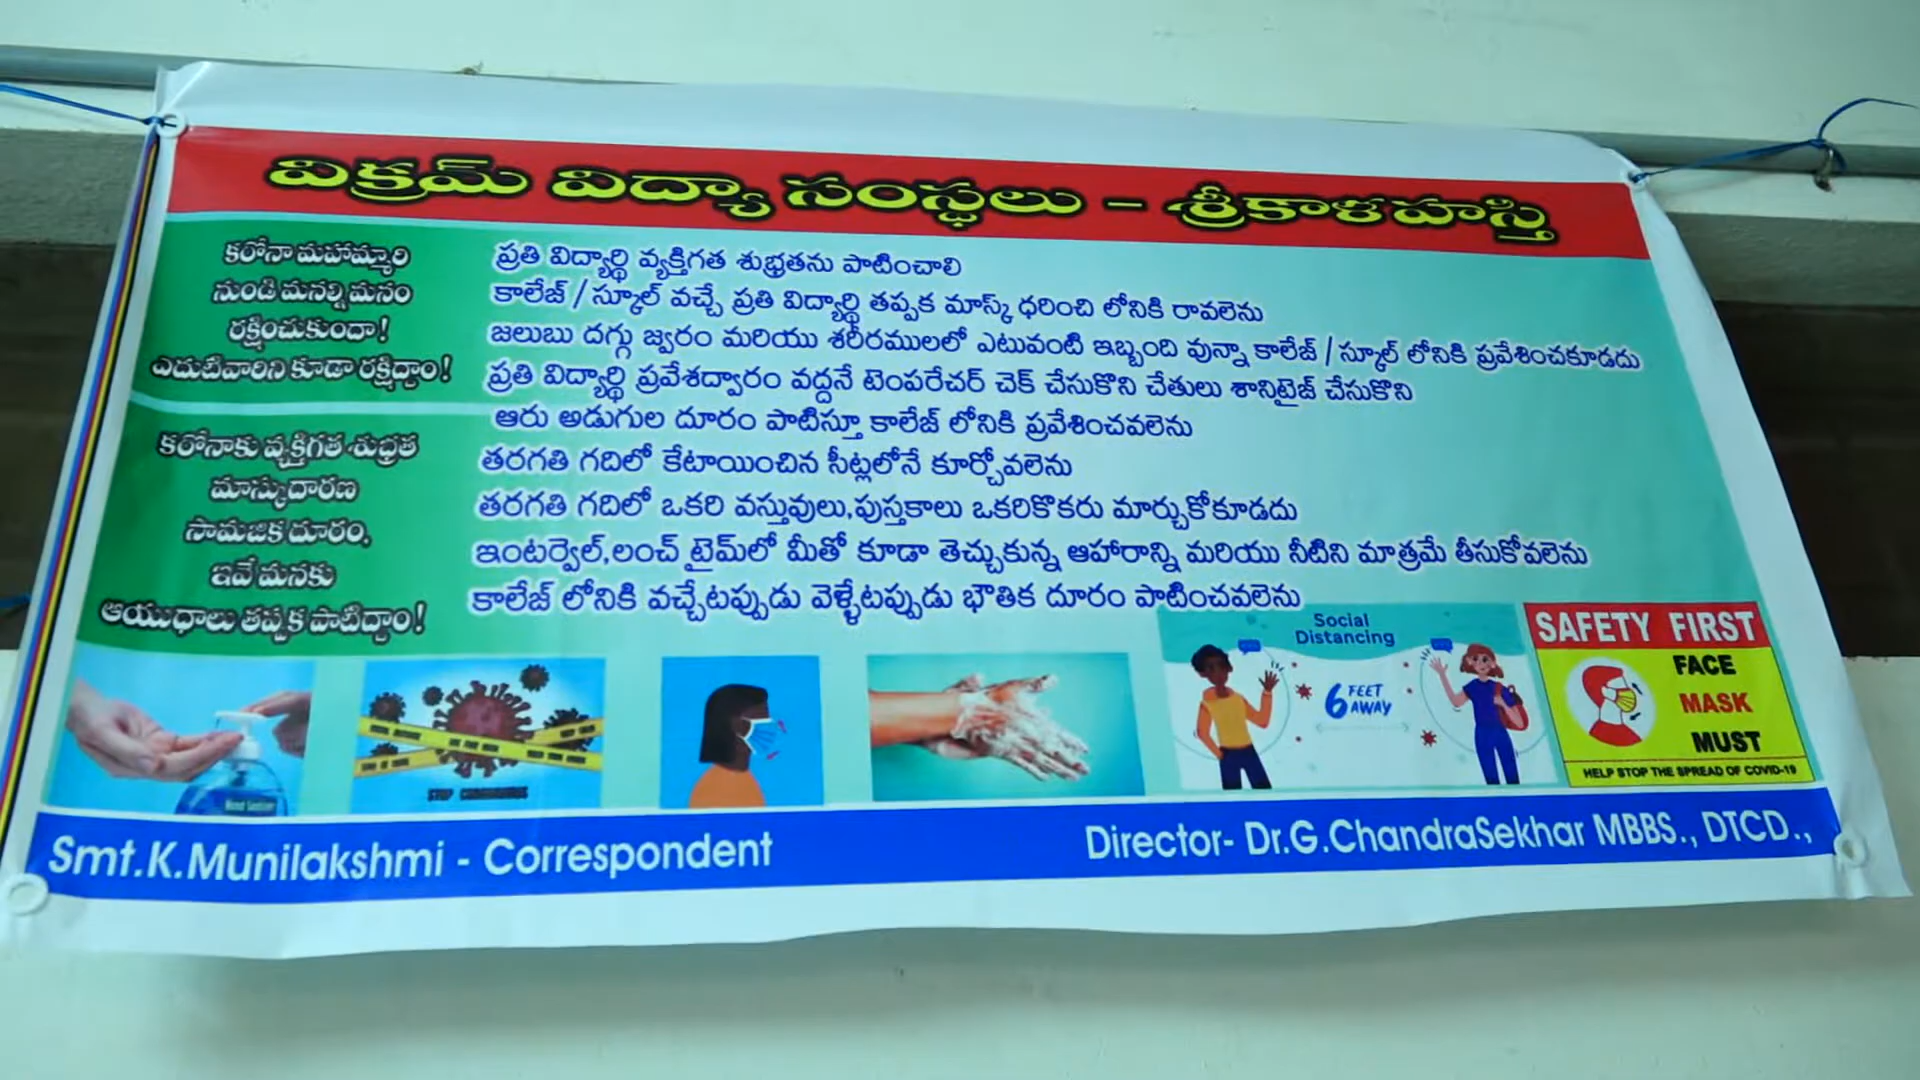 విక్రమ్ విద్యా సంస్థలు - శ్రీకాళహస్తి
కరోనా మహమ్మారి
నుండి మనల్ని మనం
రక్షించుకుందా!
ఎదుటివారిని కూడా రక్షిద్దాం!
కరోనాకు వ్యక్తిగత శుభ్రత
మాస్కుదారణ
సామజిక దూరం,
ఇవే మనకు
ఆయుధాలు తప్పక పాటిద్దాం!
ప్రతి విద్యార్థి వ్యక్తిగత శుభ్రతను పాటించాలి
కాలేజ్ / స్కూల్ వచ్చే ప్రతి విద్యార్థి తప్పక మాస్క్ ధరించి లోనికి రావలెను
జలుబు దగ్గు జ్వరం మరియు శరీరములలో ఎటువంటి ఇబ్బంది వున్నా కాలేజ్ / స్కూల్ లోనికి ప్రవేశించకూడదు
ప్రతి విద్యార్థి ప్రవేశద్వారం వద్దనే టెంపరేచర్ చెక్ చేసుకొని చేతులు శానిటైజ్ చేసుకొని
ఆరు అడుగుల దూరం పాటిస్తూ కాలేజ్ లోనికి ప్రవేశించవలెను
తరగతి గదిలో కేటాయించిన సీట్లలోనే కూర్చోవలెను
తరగతి గదిలో ఒకరి వస్తువులు,పుస్తకాలు ఒకరికొకరు మార్చుకోకూడదు
ఇంటర్వెల్,లంచ్ టైమ్‌లో మీతో కూడా తెచ్చుకున్న ఆహారాన్ని మరియు నీటిని మాత్రమే తీసుకోవలెను
కాలేజ్ లోనికి వచ్చేటప్పుడు వెళ్ళేటప్పుడు భౌతిక దూరం పాటించవలెను
Hand Sanitizer
STOP CORONAVIRUS
Social
Distancing
6 FEET
AWAY
SAFETY FIRST
FACE
MASK
MUST
HELP STOP THE SPREAD OF COVID-19
Smt.K.Munilakshmi - Correspondent
Director- Dr.G.ChandraSekhar MBBS., DTCD.,